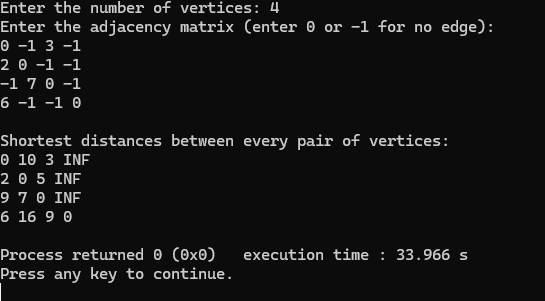 Enter the number of vertices: 4
Enter the adjacency matrix (enter 0 or -1 for no edge):
0 -1 3 -1
2 0 -1 -1
-1 7 0 -1
6 -1 -1 0
Shortest distances between every pair of vertices:
0 10 3 INF
2 0 5 INF
9 7 0 INF
6 16 9 0
Process returned 0 (0x0)   execution time : 33.966 s
Press any key to continue.